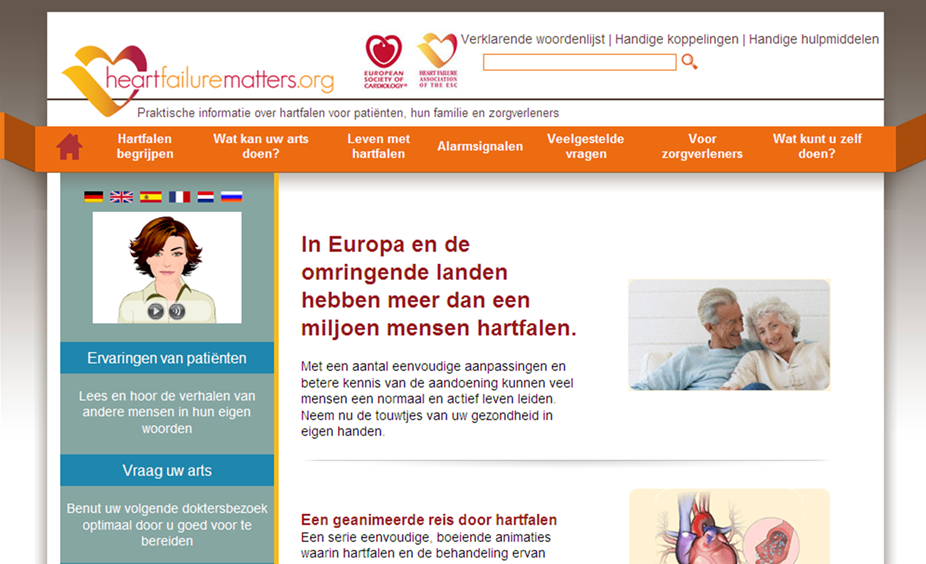 Verklarende woordenlijst | Handige koppelingen | Handige hulpmiddelen
heartfailurematters.org
EUROPEAN
SOCIETY OF
CARDIOLOGY®
HEART FAILURE
ASSOCIATION
OF THE ESC
Praktische informatie over hartfalen voor patiënten, hun familie en zorgverleners
Hartfalen
begrijpen
Wat kan uw arts
doen?
Leven met
hartfalen
Alarmsignalen
Veelgestelde
vragen
Voor
zorgverleners
Wat kunt u zelf
doen?
Ervaringen van patiënten
Lees en hoor de verhalen van
andere mensen in hun eigen
woorden
Vraag uw arts
Benut uw volgende doktersbezoek
optimaal door u goed voor te
bereiden
In Europa en de
omringende landen
hebben meer dan een
miljoen mensen hartfalen.
Met een aantal eenvoudige aanpassingen en
betere kennis van de aandoening kunnen veel
mensen een normaal en actief leven leiden.
Neem nu de touwtjes van uw gezondheid in
eigen handen.
Een geanimeerde reis door hartfalen
Een serie eenvoudige, boeiende animaties
waarin hartfalen en de behandeling ervan